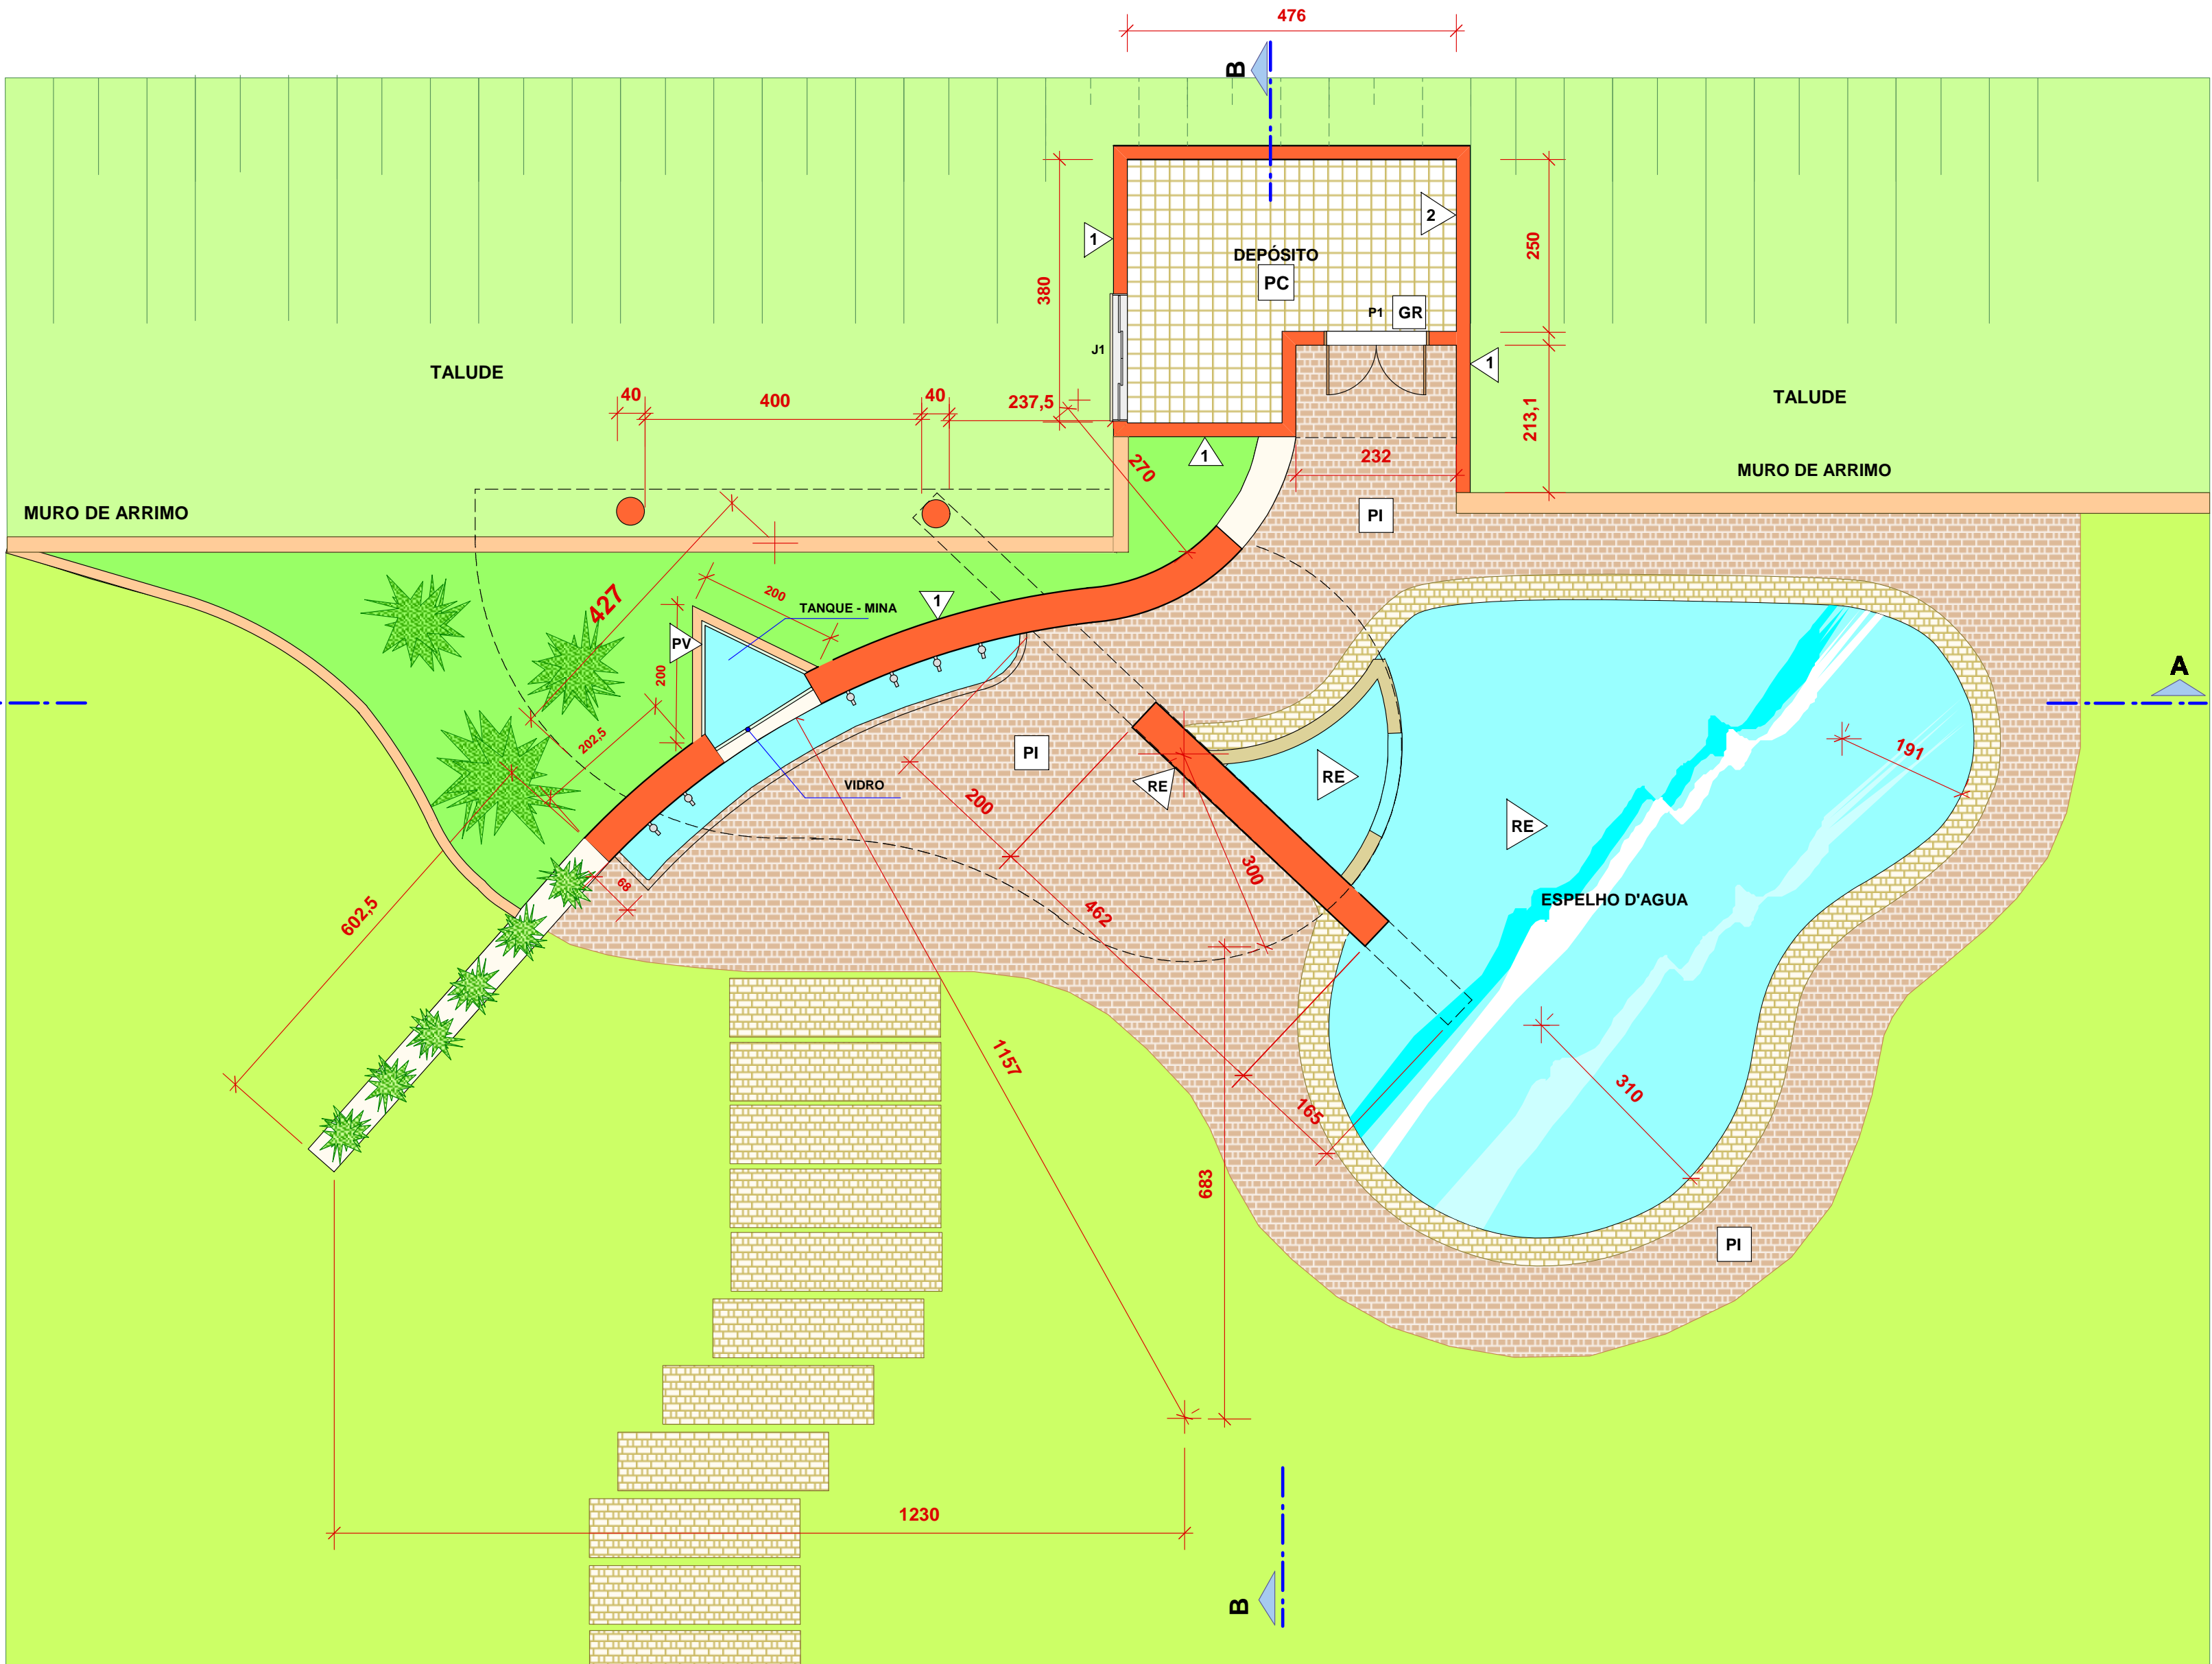 476
B
1
2
DEPÓSITO
PC
250
380
P1
GR
J1
1
TALUDE
TALUDE
40
400
40
237,5
213,1
1
232
270
MURO DE ARRIMO
MURO DE ARRIMO
PI
427
200
TANQUE - MINA
1
PV
200
A
202,5
PI
VIDRO
RE
RE
RE
191
200
300
68
462
602,5
ESPELHO D'AGUA
1157
310
165
683
PI
1230
B